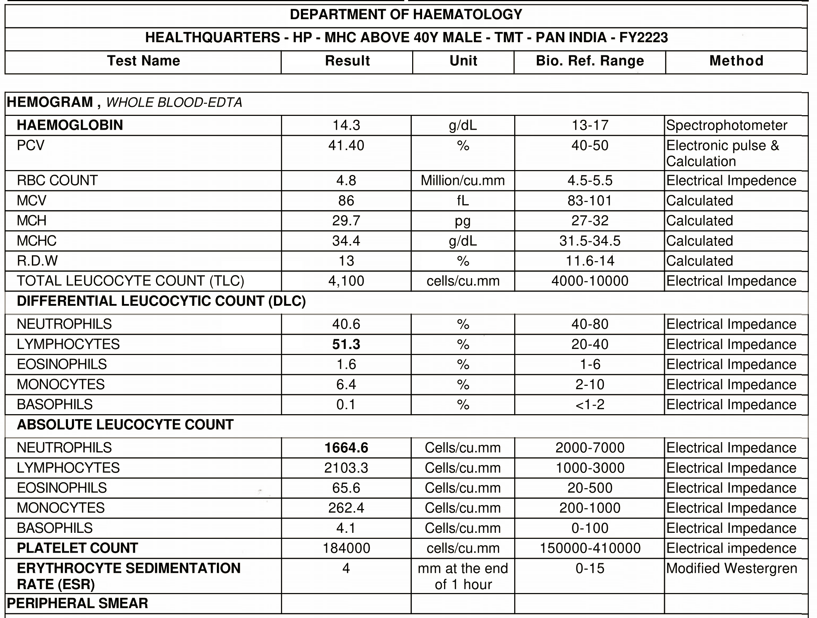 DEPARTMENT OF HAEMATOLOGY
HEALTHQUARTERS - HP - MHC ABOVE 40Y MALE - TMT - PAN INDIA - FY2223
Test Name Result Unit Bio. Ref. Range Method
HEMOGRAM , WHOLE BLOOD-EDTA
HAEMOGLOBIN 14.3 g/dL 13-17 Spectrophotometer
PCV 41.40 % 40-50 Electronic pulse &
Calculation
RBC COUNT 4.8 Million/cu.mm 4.5-5.5 Electrical Impedence
MCV 86 fL 83-101 Calculated
MCH 29.7 pg 27-32 Calculated
MCHC 34.4 g/dL 31.5-34.5 Calculated
R.D.W 13 % 11.6-14 Calculated
TOTAL LEUCOCYTE COUNT (TLC) 4,100 cells/cu.mm 4000-10000 Electrical Impedance
DIFFERENTIAL LEUCOCYTIC COUNT (DLC)
NEUTROPHILS 40.6 % 40-80 Electrical Impedance
LYMPHOCYTES 51.3 % 20-40 Electrical Impedance
EOSINOPHILS 1.6 % 1-6 Electrical Impedance
MONOCYTES 6.4 % 2-10 Electrical Impedance
BASOPHILS 0.1 % <1-2 Electrical Impedance
ABSOLUTE LEUCOCYTE COUNT
NEUTROPHILS 1664.6 Cells/cu.mm 2000-7000 Electrical Impedance
LYMPHOCYTES 2103.3 Cells/cu.mm 1000-3000 Electrical Impedance
EOSINOPHILS 65.6 Cells/cu.mm 20-500 Electrical Impedance
MONOCYTES 262.4 Cells/cu.mm 200-1000 Electrical Impedance
BASOPHILS 4.1 Cells/cu.mm 0-100 Electrical Impedance
PLATELET COUNT 184000 cells/cu.mm 150000-410000 Electrical impedence
ERYTHROCYTE SEDIMENTATION 4 mm at the end 0-15 Modified Westergren
RATE (ESR) of 1 hour
PERIPHERAL SMEAR